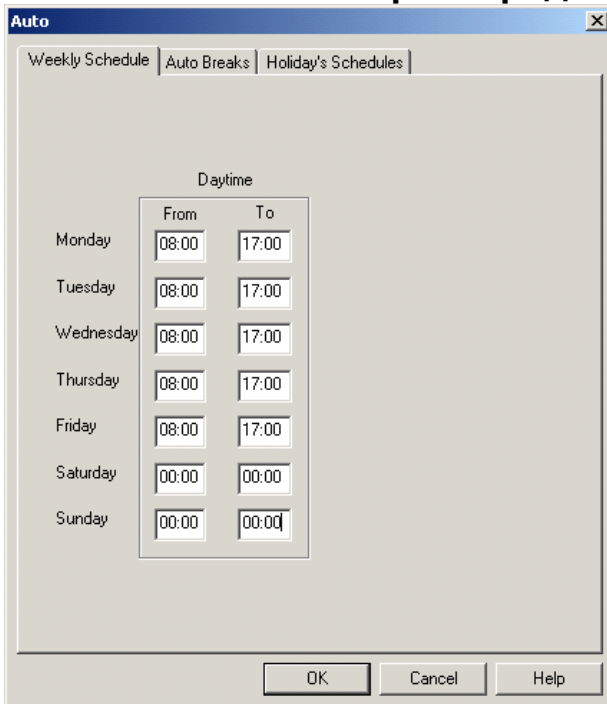 Auto
Weekly Schedule Auto Breaks Holiday's Schedules
Daytime
From To
Monday 08:00 17:00
Tuesday 08:00 17:00
Wednesday 08:00 17:00
Thursday 08:00 17:00
Friday 08:00 17:00
Saturday 00:00 00:00
Sunday 00:00 00:00
OK Cancel Help